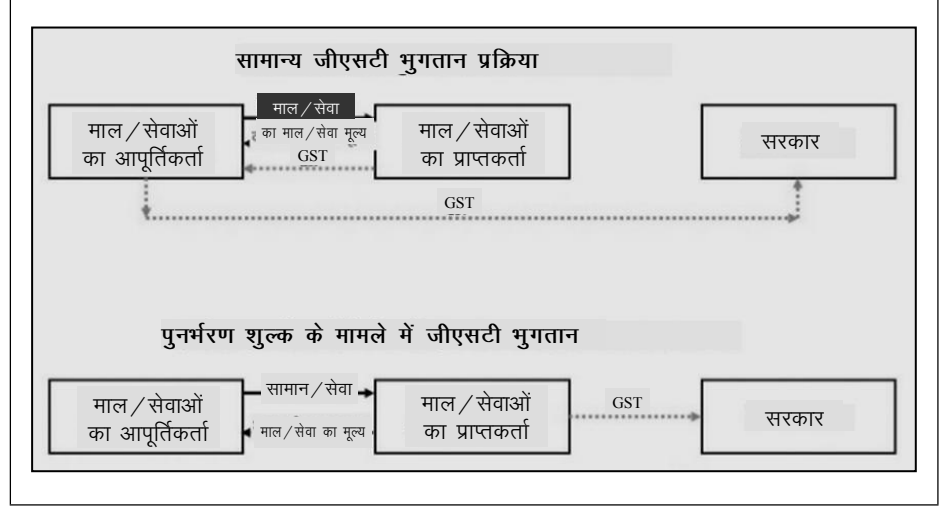 सामान्य जीएसटी भुगतान प्रक्रिया
माल/सेवाओं
का आपूर्तिकर्ता
माल/सेवा
का माल/सेवा मूल्य
GST
माल/सेवाओं
का प्राप्तकर्ता
सरकार
GST
पुनर्भरण शुल्क के मामले में जीएसटी भुगतान
माल/सेवाओं
का आपूर्तिकर्ता
सामान/सेवा
माल/सेवा का मूल्य
माल/सेवाओं
का प्राप्तकर्ता
GST
सरकार